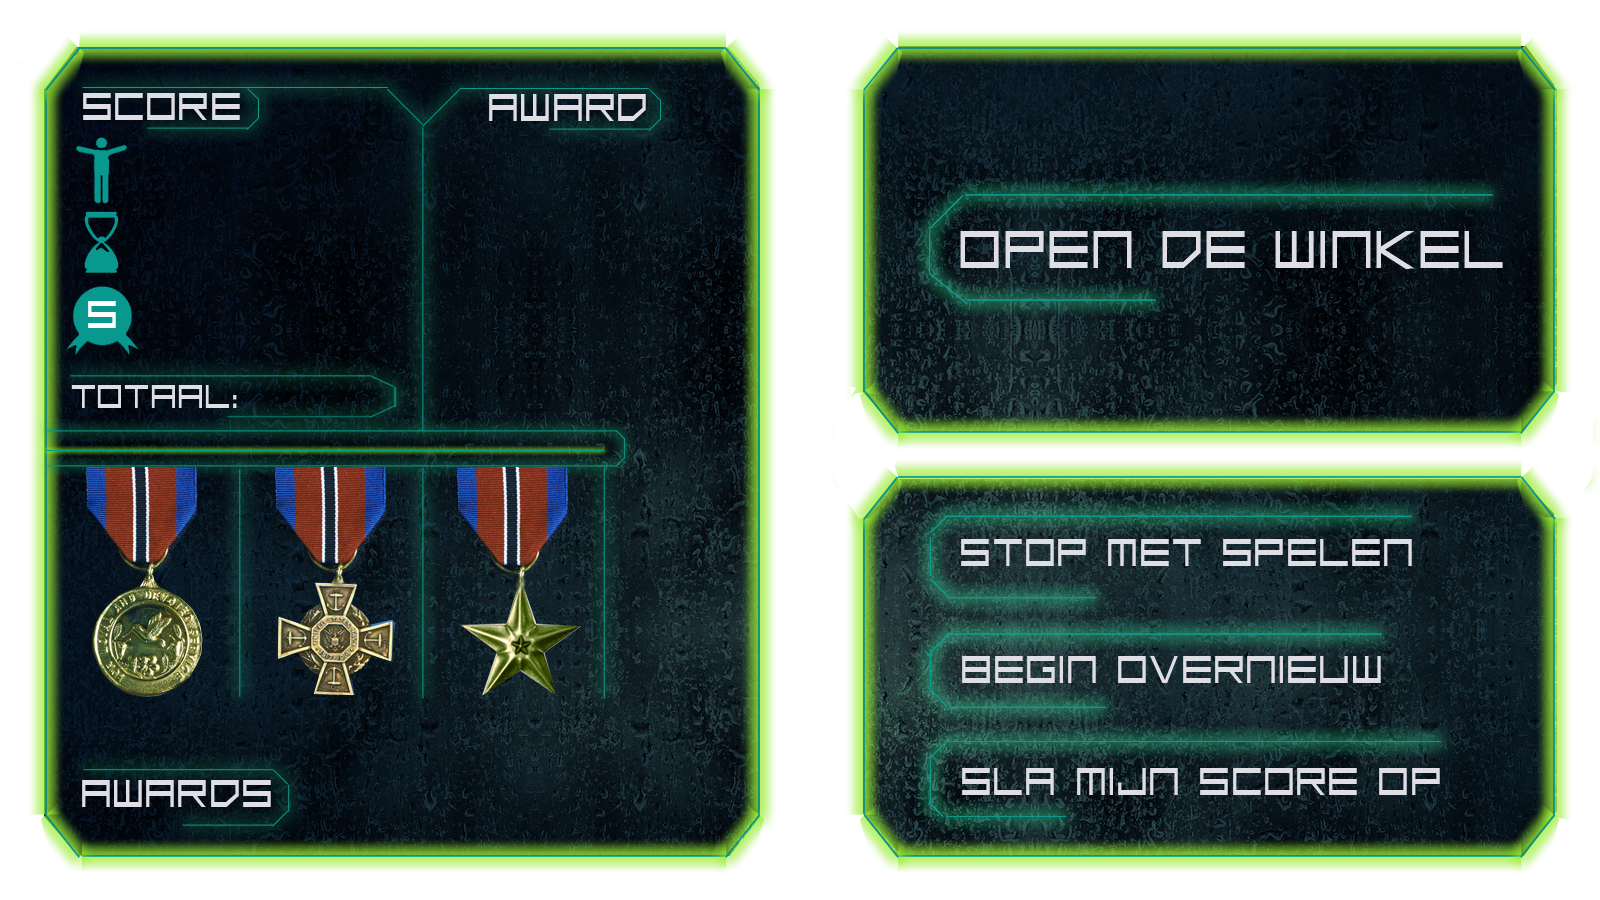 SCORE
AWARD
S
TOTAAL:
AWARDS
OPEN DE WINKEL
STOP MET SPELEN
BEGIN OVERNIEUW
SLA MIJN SCORE OP